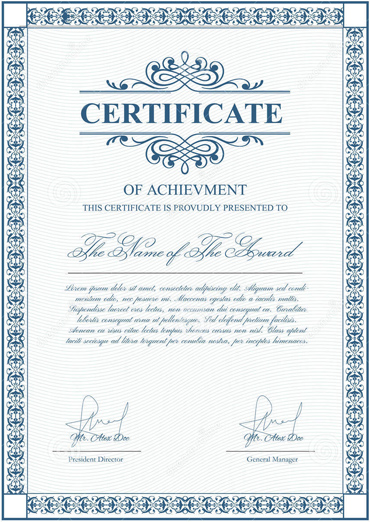 CERTIFICATE
OF ACHIEVMENT
THIS CERTIFICATE IS PROVUDLY PRESENTED TO
The Name of The Award
Lorem ipsum dolor sit amet, consectetur adipiscing elit. Aliquam sed condi-
mentum odio, nec posuere mi. Maecenas egestas odio a iaculis mattis.
Suspendisse laoreet eros lectus, non accumsan dui consequat eu. Curabitur
lobortis consequat urna ut pellentesque. Sed eleifend pretium facilisis.
Aenean eu risus vitae lectus tempus rhoncus cursus non nisl. Class aptent
taciti sociosqu ad litora torquent per conubia nostra, per inceptos himenaeos.
Mr. Alex Doe
Mr. Alex Doe
President Director
General Manager